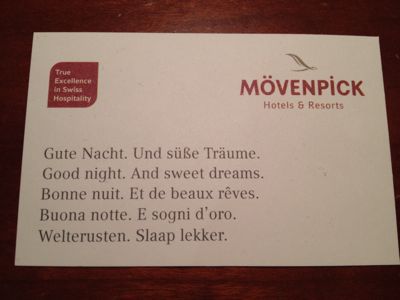 True
Excellence
in Swiss
Hospitality
MÖVENPICK
Hotels & Resorts
Gute Nacht. Und süße Träume.
Good night. And sweet dreams.
Bonne nuit. Et de beaux rêves.
Buona notte. E sogni d'oro.
Welterusten. Slaap lekker.